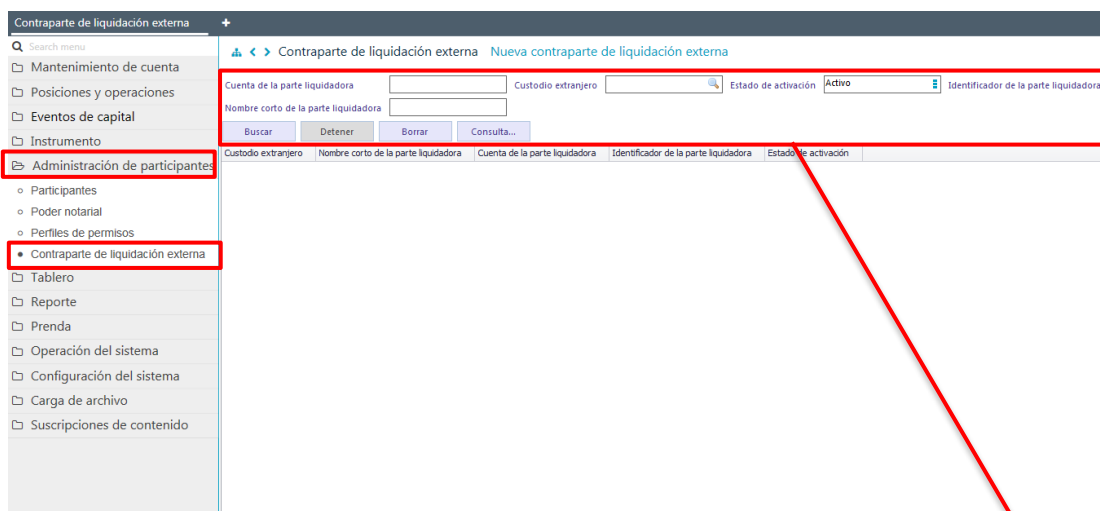 Contraparte de liquidación externa +
Search menu
Mantenimiento de cuenta
Posiciones y operaciones
Eventos de capital
Instrumento
Administración de participantes
Participantes
Poder notarial
Perfiles de permisos
Contraparte de liquidación externa
Tablero
Reporte
Prenda
Operación del sistema
Configuración del sistema
Carga de archivo
Suscripciones de contenido
Contraparte de liquidación externa Nueva contraparte de liquidación externa
Cuenta de la parte liquidadora Custodio extranjero Estado de activación Activo Identificador de la parte liquidadora
Nombre corto de la parte liquidadora
Buscar Detener Borrar Consulta...
Custodio extranjero Nombre corto de la parte liquidadora Cuenta de la parte liquidadora Identificador de la parte liquidadora Estado de activación